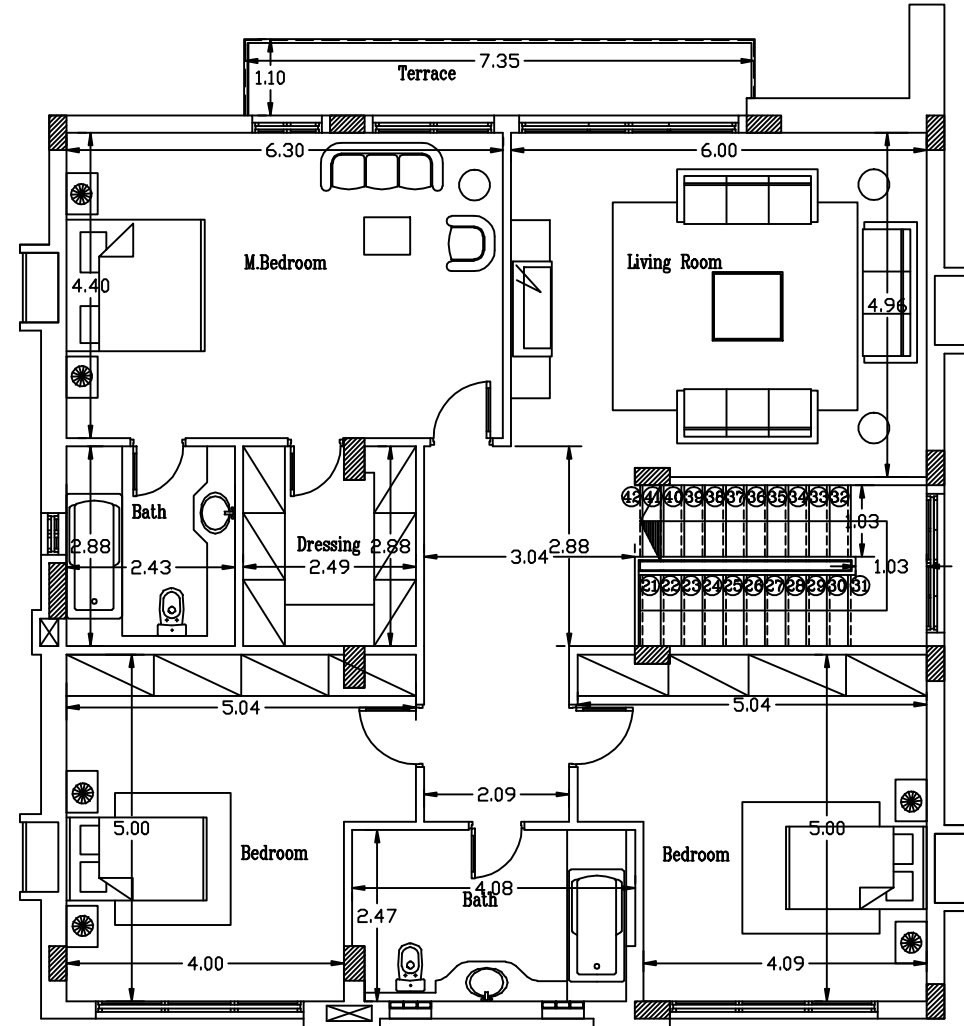 7.35
Terrace
1.10
6.30
6.00
M.Bedroom
Living Room
4.40
4.96
42 41 40 39 38 37 36 35 34 33 32
Bath
1.03
Dressing
2.88
2.88
2.88
3.04
2.43
2.49
1.03
21 22 23 24 25 26 27 28 29 30 31
5.04
5.04
2.09
5.00
5.00
Bedroom
Bedroom
4.08
Bath
2.47
4.00
4.09